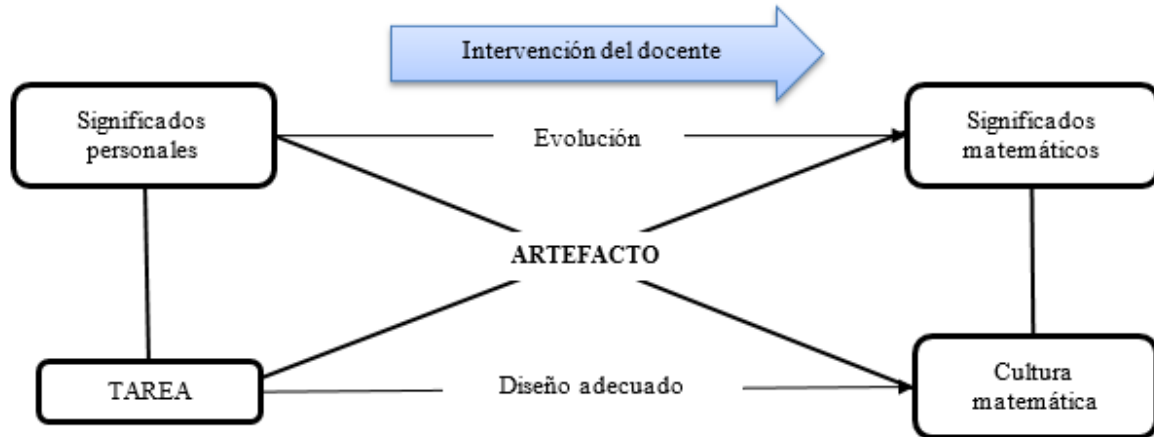 Intervención del docente
Significados
personales
Evolución
Significados
matemáticos
ARTEFACTO
TAREA
Diseño adecuado
Cultura
matemática